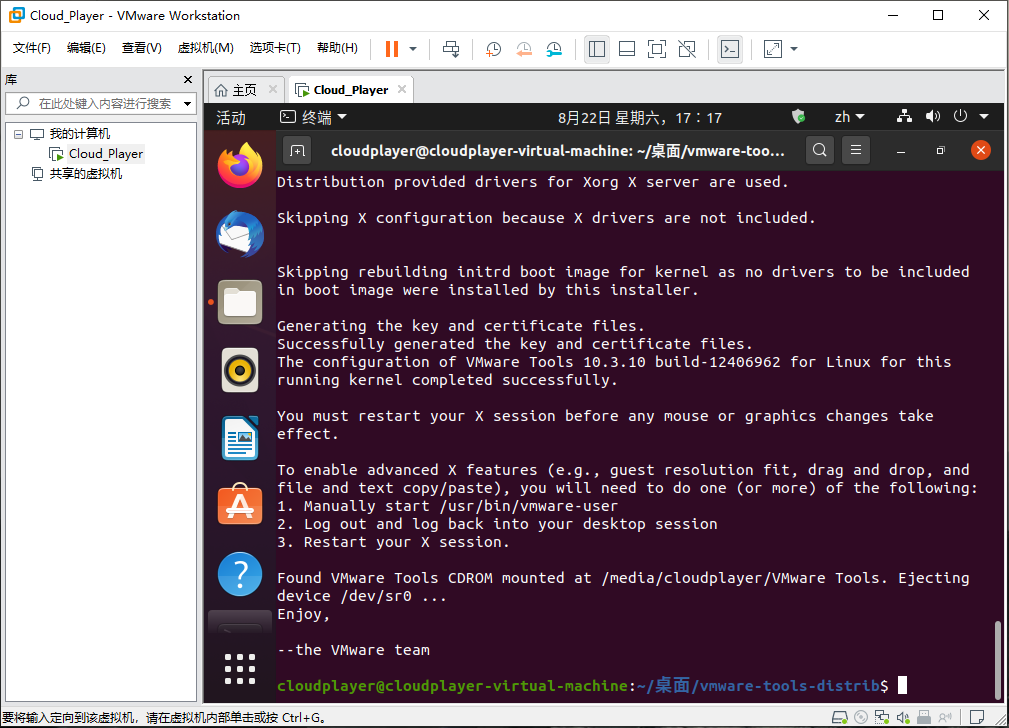 Cloud_Player - VMware Workstation
文件(F) 编辑(E) 查看(V) 虚拟机(M) 选项卡(T) 帮助(H)
库
在此处键入内容进行搜索
我的计算机
Cloud_Player
共享的虚拟机
主页 Cloud_Player
活动 终端 8月22日 星期六，17：17 zh
cloudplayer@cloudplayer-virtual-machine: ~/桌面/vmware-too...
Distribution provided drivers for Xorg X server are used.
Skipping X configuration because X drivers are not included.
Skipping rebuilding initrd boot image for kernel as no drivers to be included
in boot image were installed by this installer.
Generating the key and certificate files.
Successfully generated the key and certificate files.
The configuration of VMware Tools 10.3.10 build-12406962 for Linux for this
running kernel completed successfully.
You must restart your X session before any mouse or graphics changes take
effect.
To enable advanced X features (e.g., guest resolution fit, drag and drop, and
file and text copy/paste), you will need to do one (or more) of the following:
1. Manually start /usr/bin/vmware-user
2. Log out and log back into your desktop session
3. Restart your X session.
Found VMware Tools CDROM mounted at /media/cloudplayer/VMware Tools. Ejecting
device /dev/sr0 ...
Enjoy,
--the VMware team
cloudplayer@cloudplayer-virtual-machine:~/桌面/vmware-tools-distrib$
要将输入定向到该虚拟机，请在虚拟机内部单击或按 Ctrl+G。